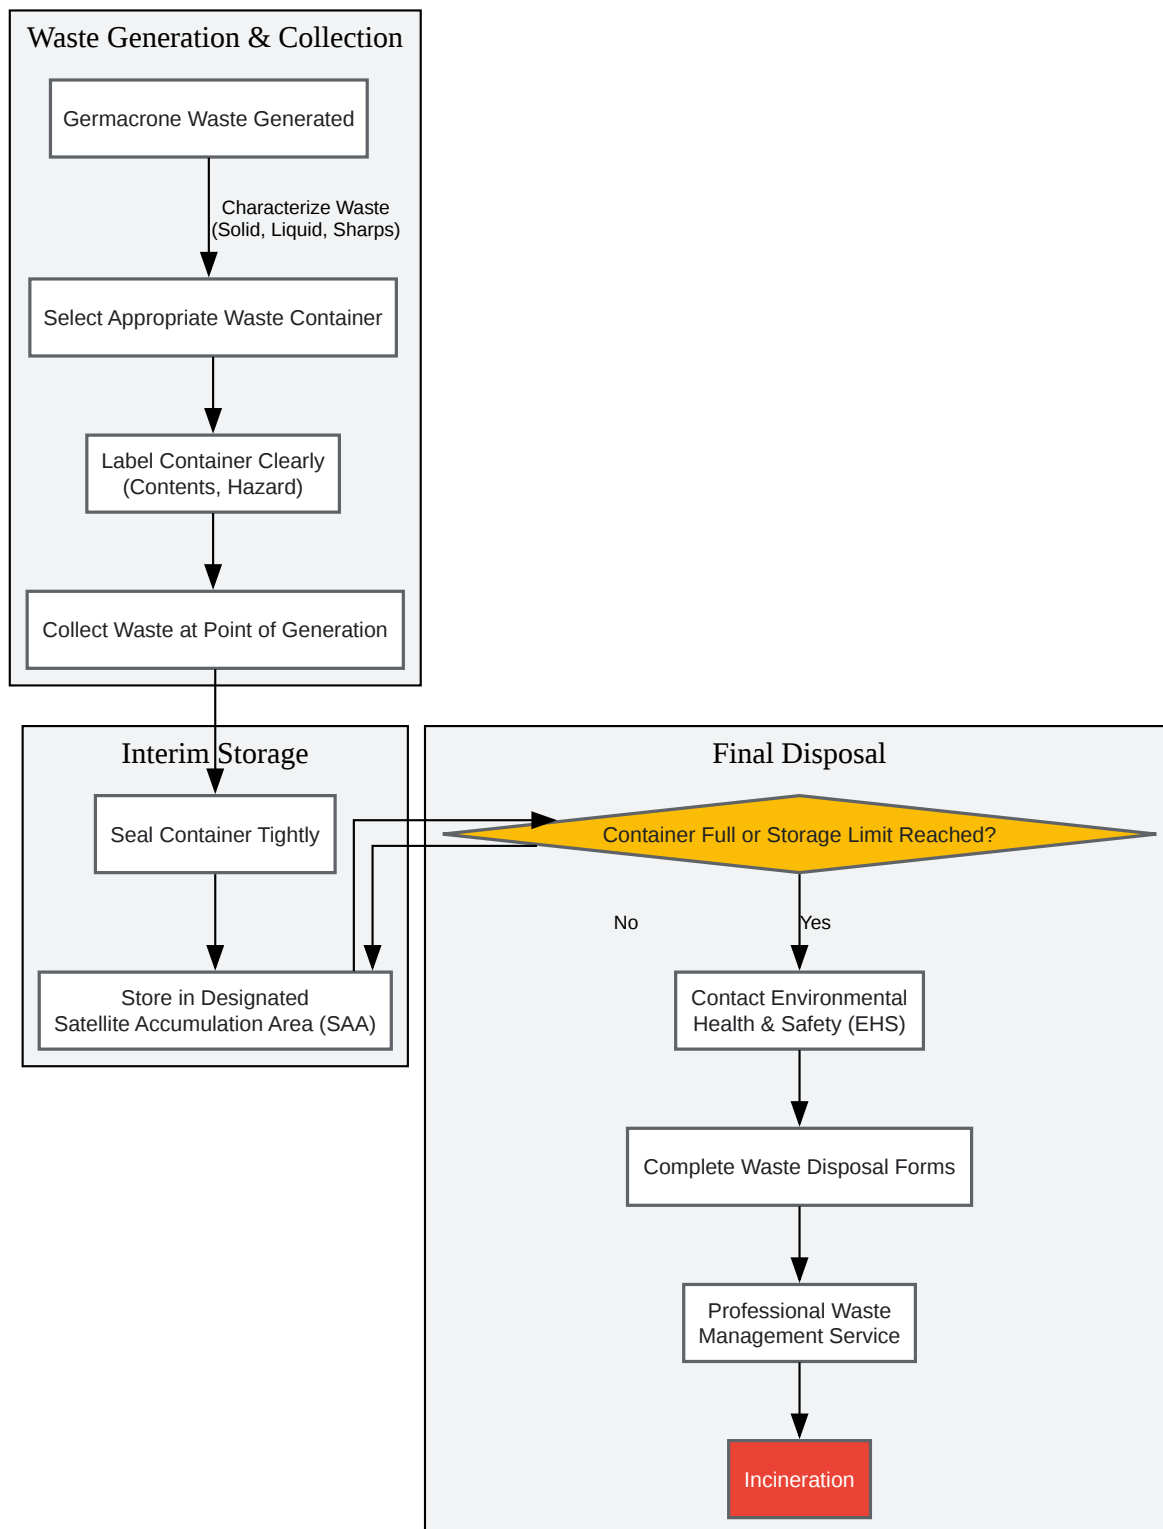 Waste Generation & Collection
Germacrone Waste Generated
Characterize Waste
(Solid, Liquid, Sharps)
Select Appropriate Waste Container
Label Container Clearly
(Contents, Hazard)
Collect Waste at Point of Generation
Interim Storage
Seal Container Tightly
Store in Designated
Satellite Accumulation Area (SAA)
Final Disposal
Container Full or Storage Limit Reached?
No
Yes
Contact Environmental
Health & Safety (EHS)
Complete Waste Disposal Forms
Professional Waste
Management Service
Incineration